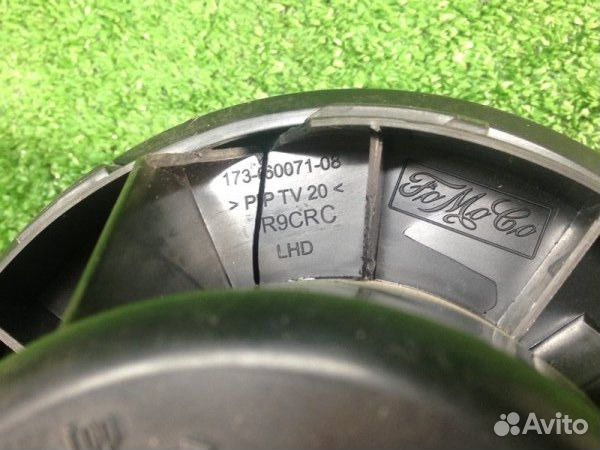 173-60071-08
> PP TV 20 <
R9CRC
LHD
FoMoCo
Avito